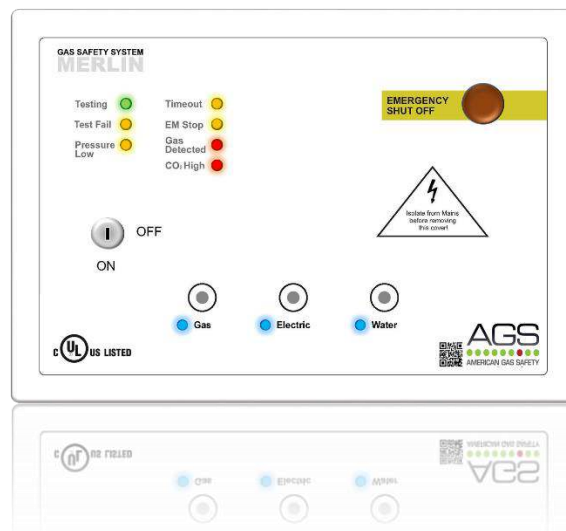 GAS SAFETY SYSTEM
MERLIN
Testing
Test Fail
Pressure
Low
Timeout
EM Stop
Gas
Detected
CO₂ High
EMERGENCY
SHUT OFF
Isolate from Mains
before removing
this cover!
OFF
ON
Gas
Electric
Water
C UL US LISTED
AGS
AMERICAN GAS SAFETY